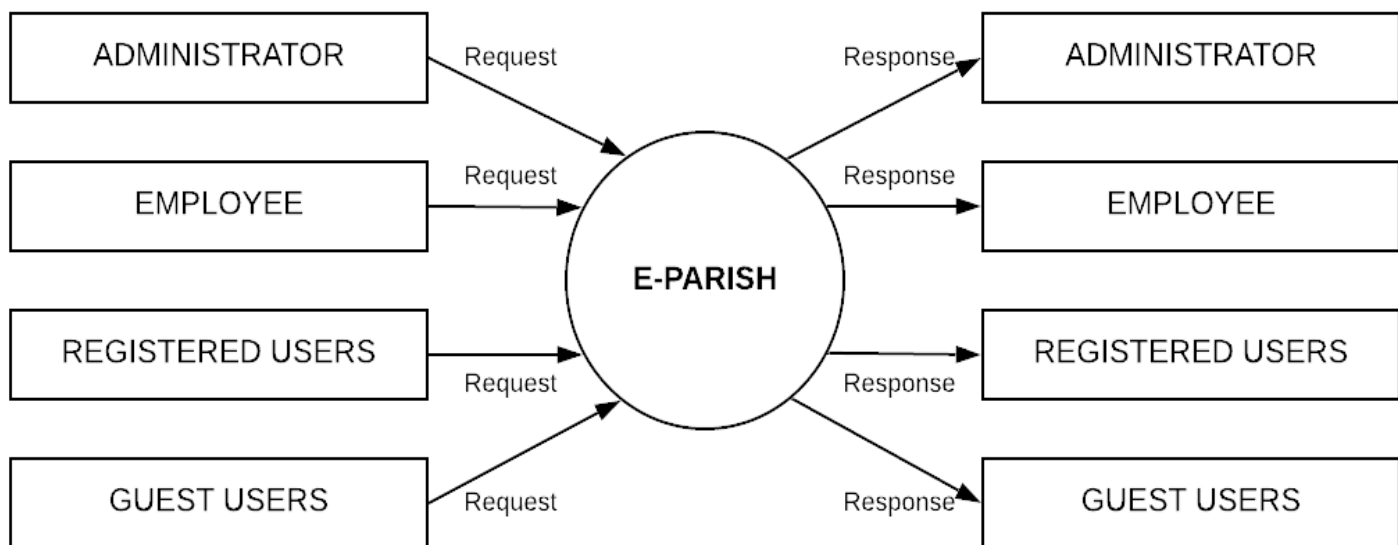 ADMINISTRATOR
Request
Response
ADMINISTRATOR
EMPLOYEE
Request
Response
EMPLOYEE
E-PARISH
REGISTERED USERS
Request
Response
REGISTERED USERS
GUEST USERS
Request
Response
GUEST USERS